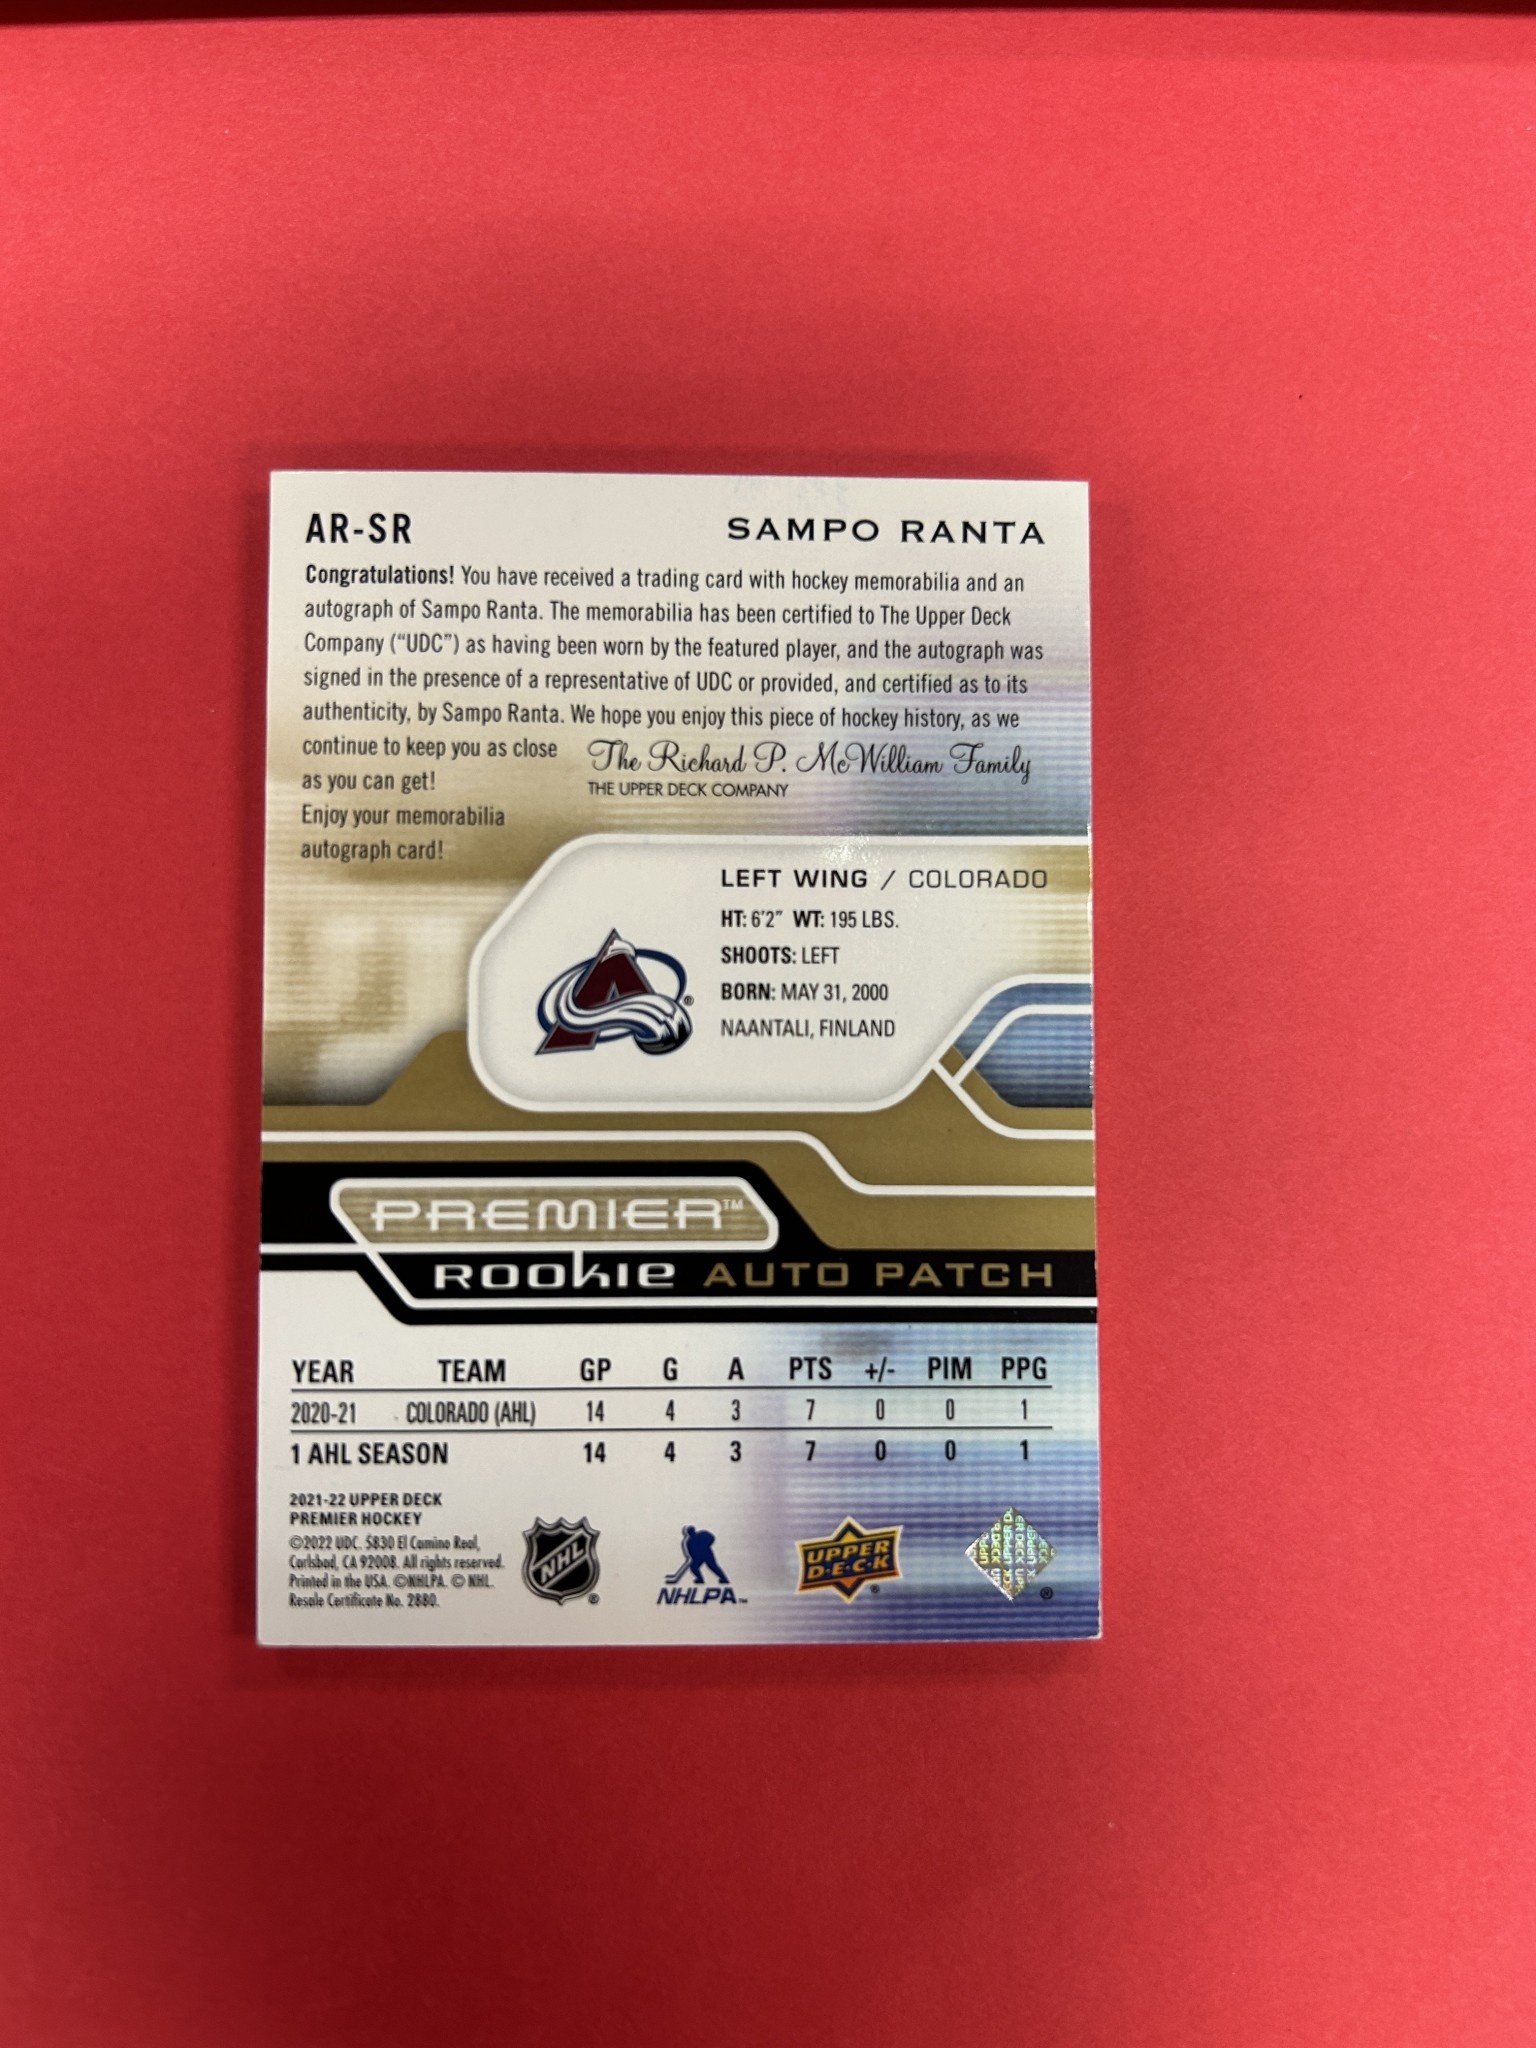 AR-SR
SAMPO RANTA
Congratulations! You have received a trading card with hockey memorabilia and an
autograph of Sampo Ranta. The memorabilia has been certified to The Upper Deck
Company (“UDC”) as having been worn by the featured player, and the autograph was
signed in the presence of a representative of UDC or provided, and certified as to its
authenticity, by Sampo Ranta. We hope you enjoy this piece of hockey history, as we
continue to keep you as close
as you can get!
Enjoy your memorabilia
autograph card!
The Richard P. McWilliam Family
THE UPPER DECK COMPANY
LEFT WING / COLORADO
HT: 6'2" WT: 195 LBS.
SHOOTS: LEFT
BORN: MAY 31, 2000
NAANTALI, FINLAND
A ®
PREMIER™
ROOKIE AUTO PATCH
YEAR TEAM GP G A PTS +/- PIM PPG
2020-21 COLORADO (AHL) 14 4 3 7 0 0 1
1 AHL SEASON 14 4 3 7 0 0 1
2021-22 UPPER DECK
PREMIER HOCKEY
©2022 UDC. 5830 El Camino Real,
Carlsbad, CA 92008. All rights reserved.
Printed in the USA. ©NHLPA. © NHL.
Resale Certificate No. 2880.
NHL ®
NHLPA™
UPPER
D·E·C·K ®
UPPER DECK ®